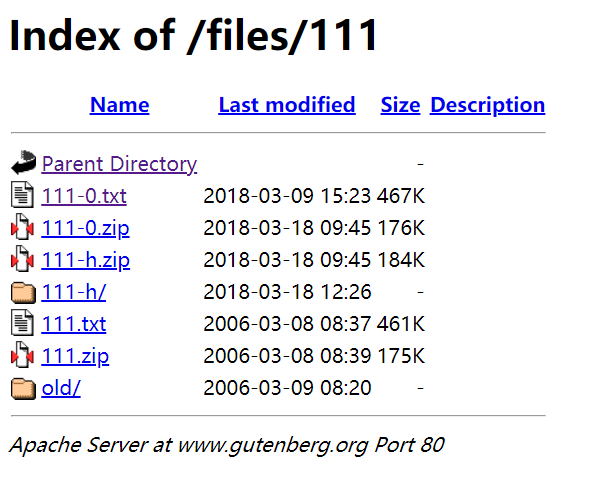 Index of /files/111
Name Last modified Size Description
Parent Directory -
111-0.txt 2018-03-09 15:23 467K
111-0.zip 2018-03-18 09:45 176K
111-h.zip 2018-03-18 09:45 184K
111-h/ 2018-03-18 12:26 -
111.txt 2006-03-08 08:37 461K
111.zip 2006-03-08 08:39 175K
old/ 2006-03-09 08:20 -
Apache Server at www.gutenberg.org Port 80